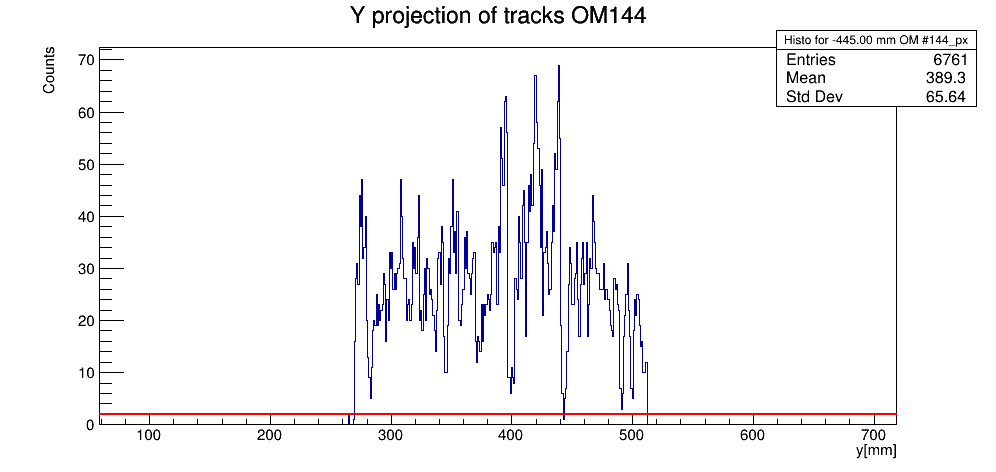 Y projection of tracks OM144
Histo for -445.00 mm OM #144_px
Entries 6761
Mean 389.3
Std Dev 65.64
Counts
70
60
50
40
30
20
10
0
100 200 300 400 500 600 700
y[mm]